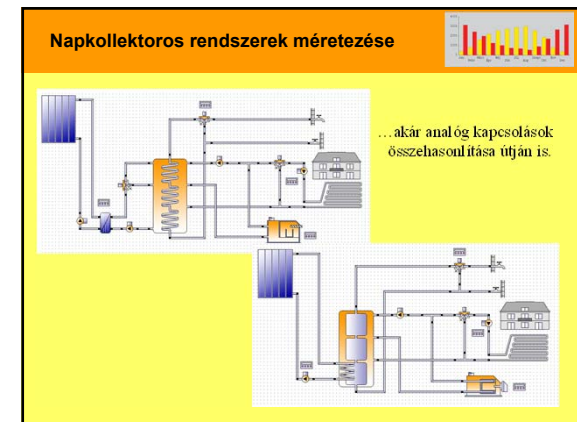 Napkollektoros rendszerek méretezése
…akár analóg kapcsolások
összehasonlítása útján is.